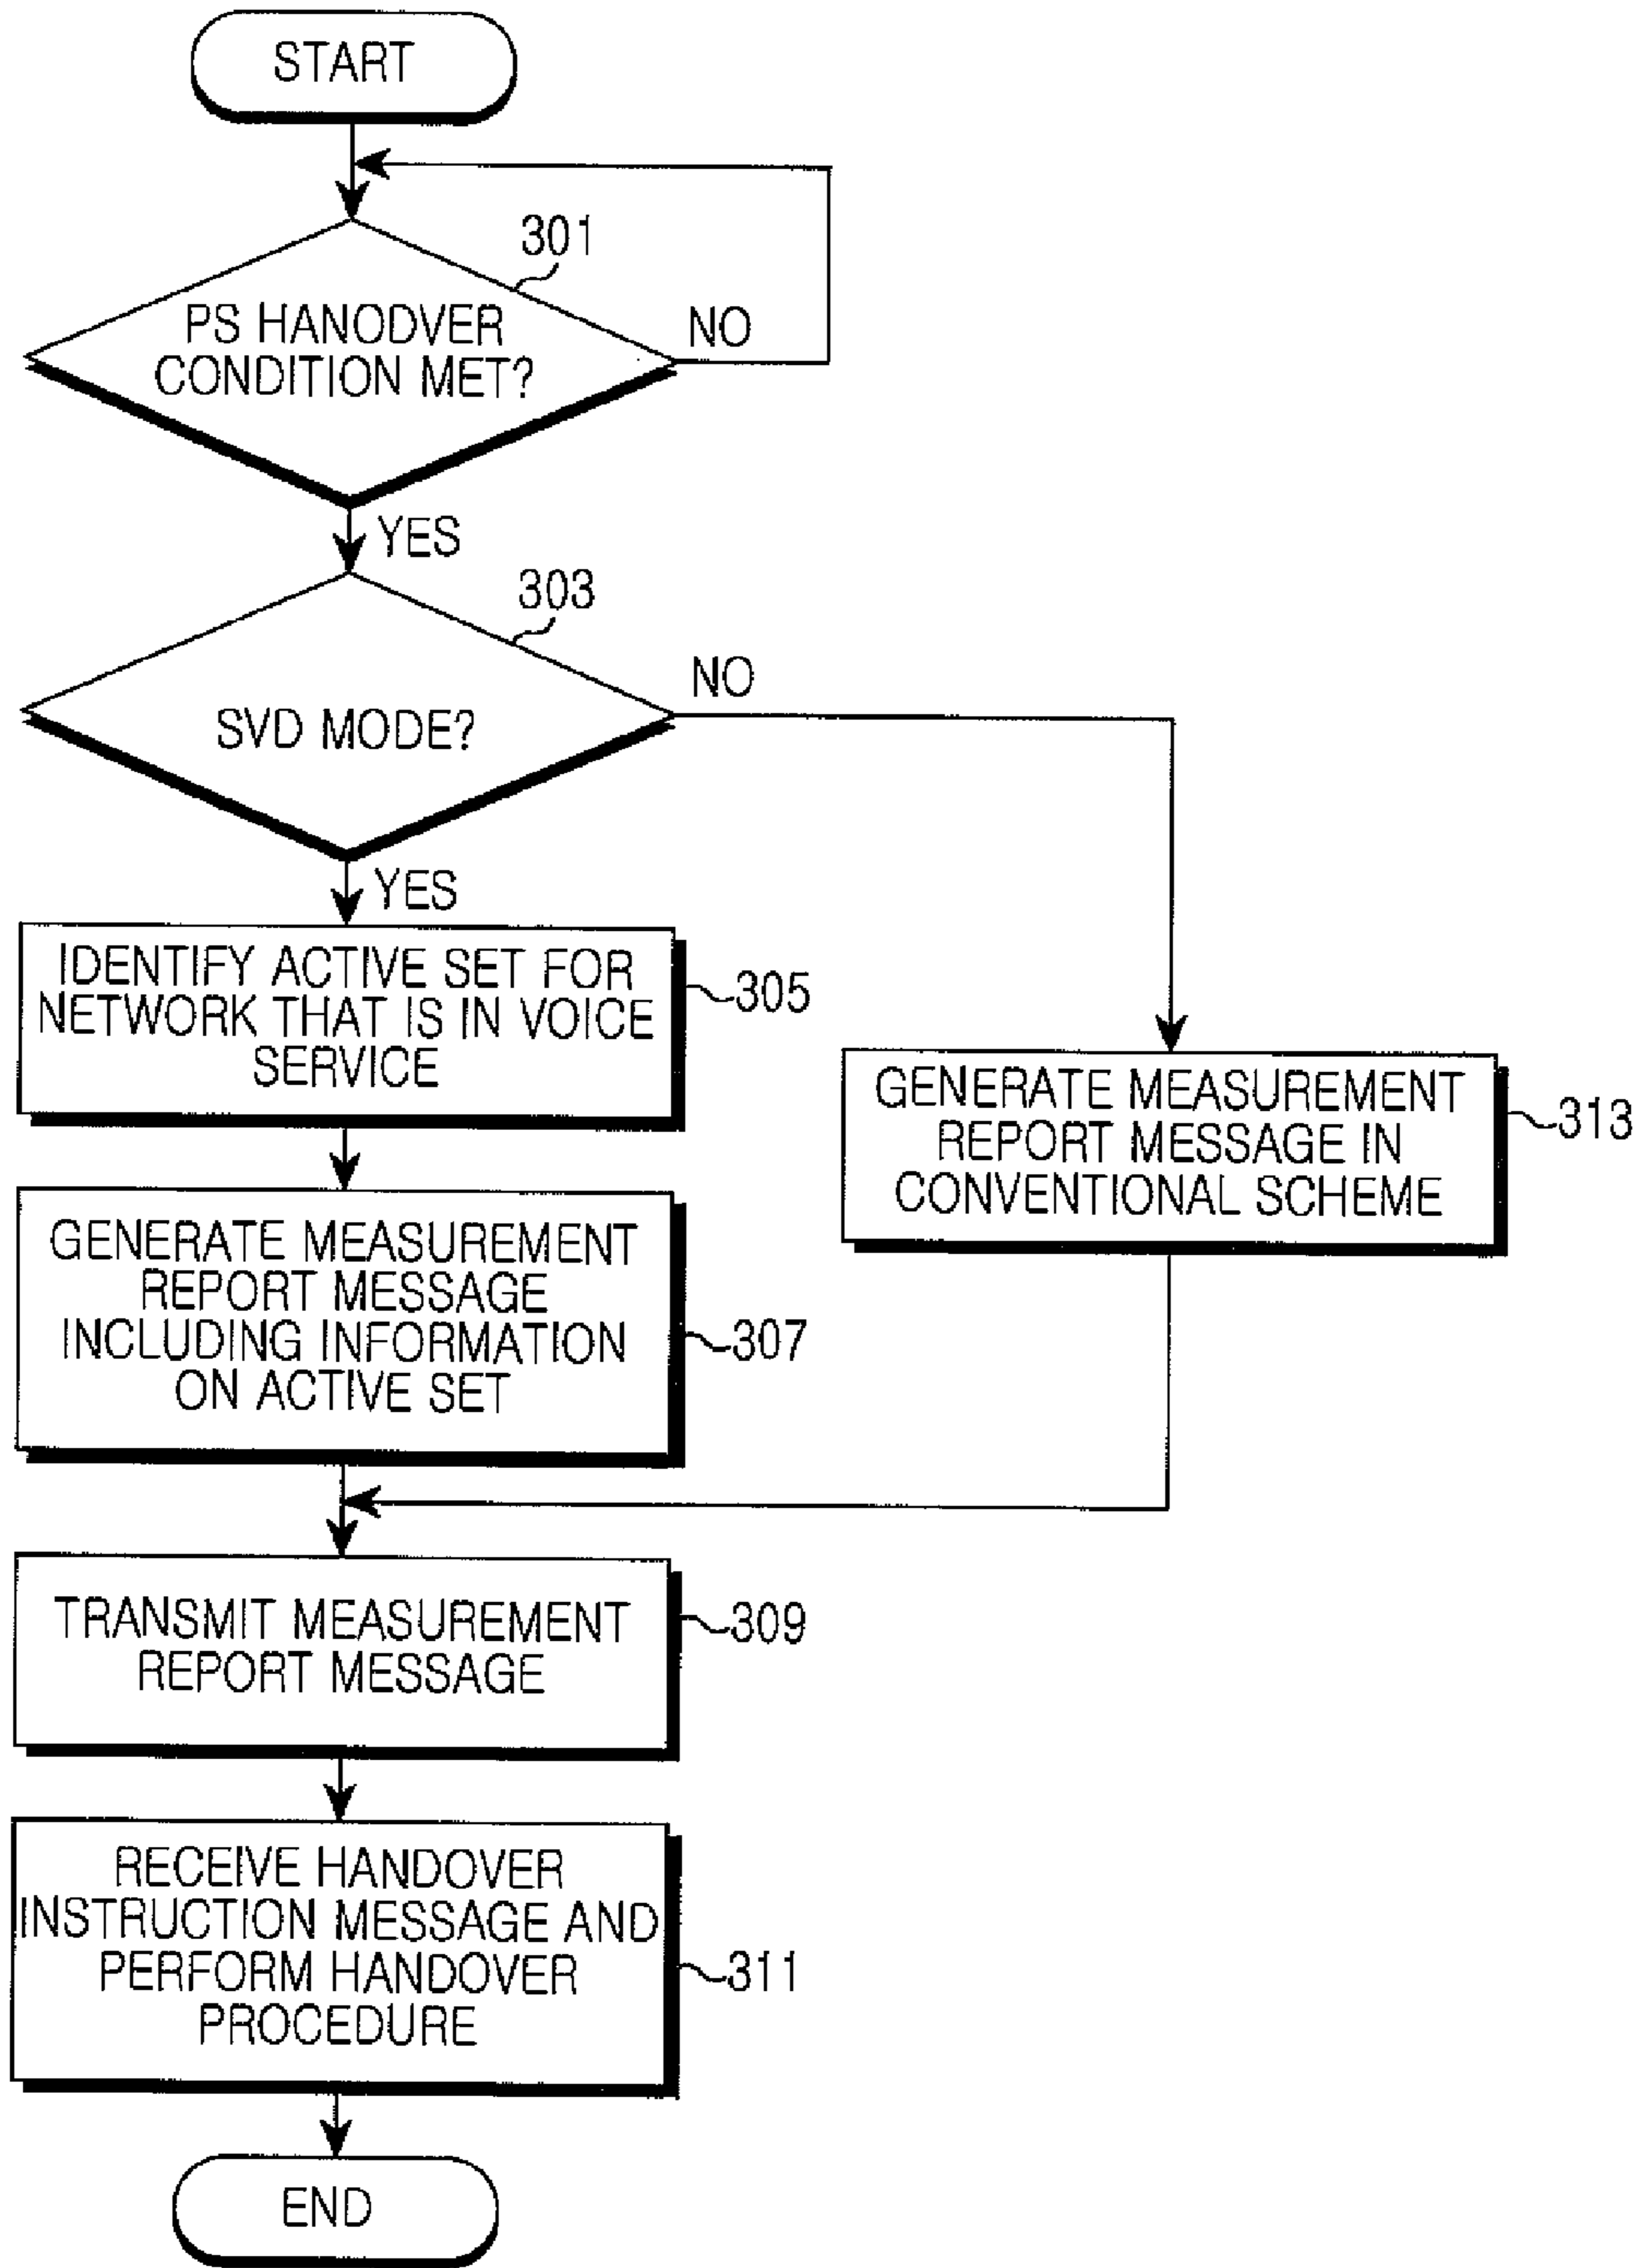 START
301
PS HANODVER
CONDITION MET?
NO
YES
303
SVD MODE?
NO
YES
IDENTIFY ACTIVE SET FOR
NETWORK THAT IS IN VOICE
SERVICE
305
GENERATE MEASUREMENT
REPORT MESSAGE IN
CONVENTIONAL SCHEME
313
GENERATE MEASUREMENT
REPORT MESSAGE
INCLUDING INFORMATION
ON ACTIVE SET
307
TRANSMIT MEASUREMENT
REPORT MESSAGE
309
RECEIVE HANDOVER
INSTRUCTION MESSAGE AND
PERFORM HANDOVER
PROCEDURE
311
END